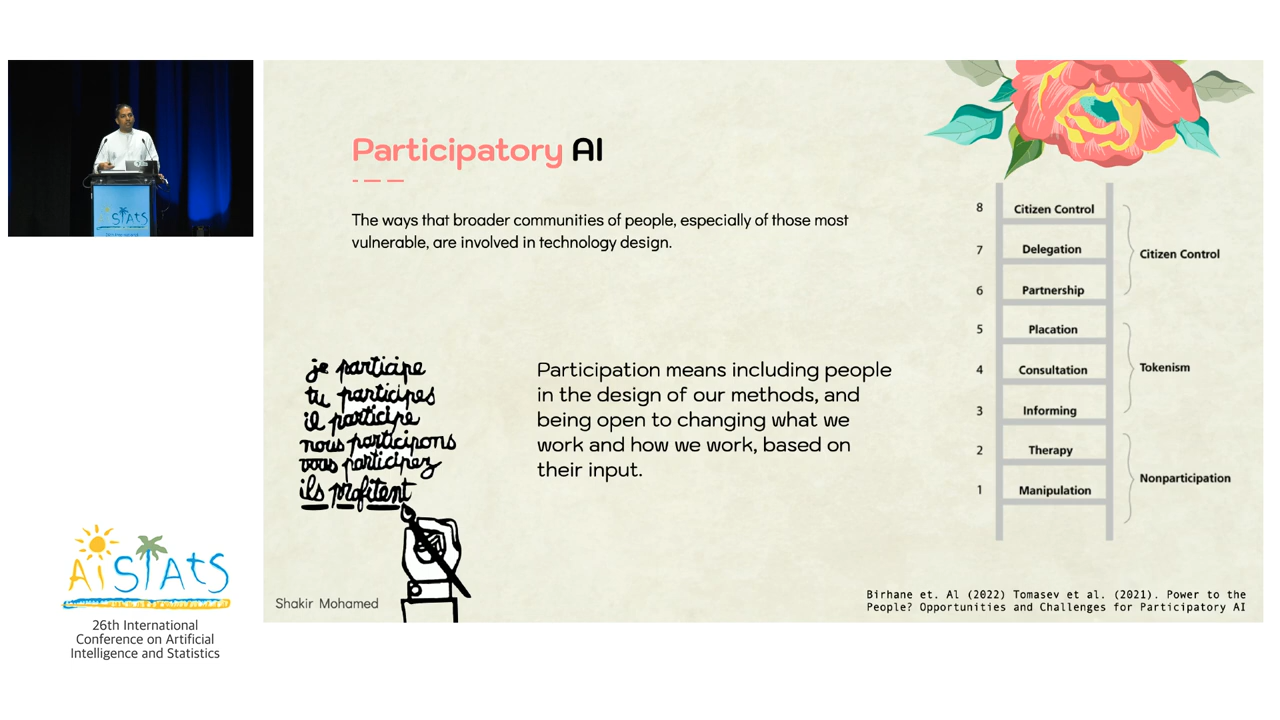 Participatory AI
The ways that broader communities of people, especially of those most
vulnerable, are involved in technology design.
je participe
tu participes
il participe
nous participons
vous participez
ils profitent
Participation means including people
in the design of our methods, and
being open to changing what we
work and how we work, based on
their input.
8 Citizen Control
7 Delegation
6 Partnership
Citizen Control
5 Placation
4 Consultation
3 Informing
Tokenism
2 Therapy
1 Manipulation
Nonparticipation
Shakir Mohamed
Birhane et. Al (2022) Tomasev et al. (2021). Power to the
People? Opportunities and Challenges for Participatory AI
AiSTATS
AiSTATS
26th International
Conference on Artificial
Intelligence and Statistics